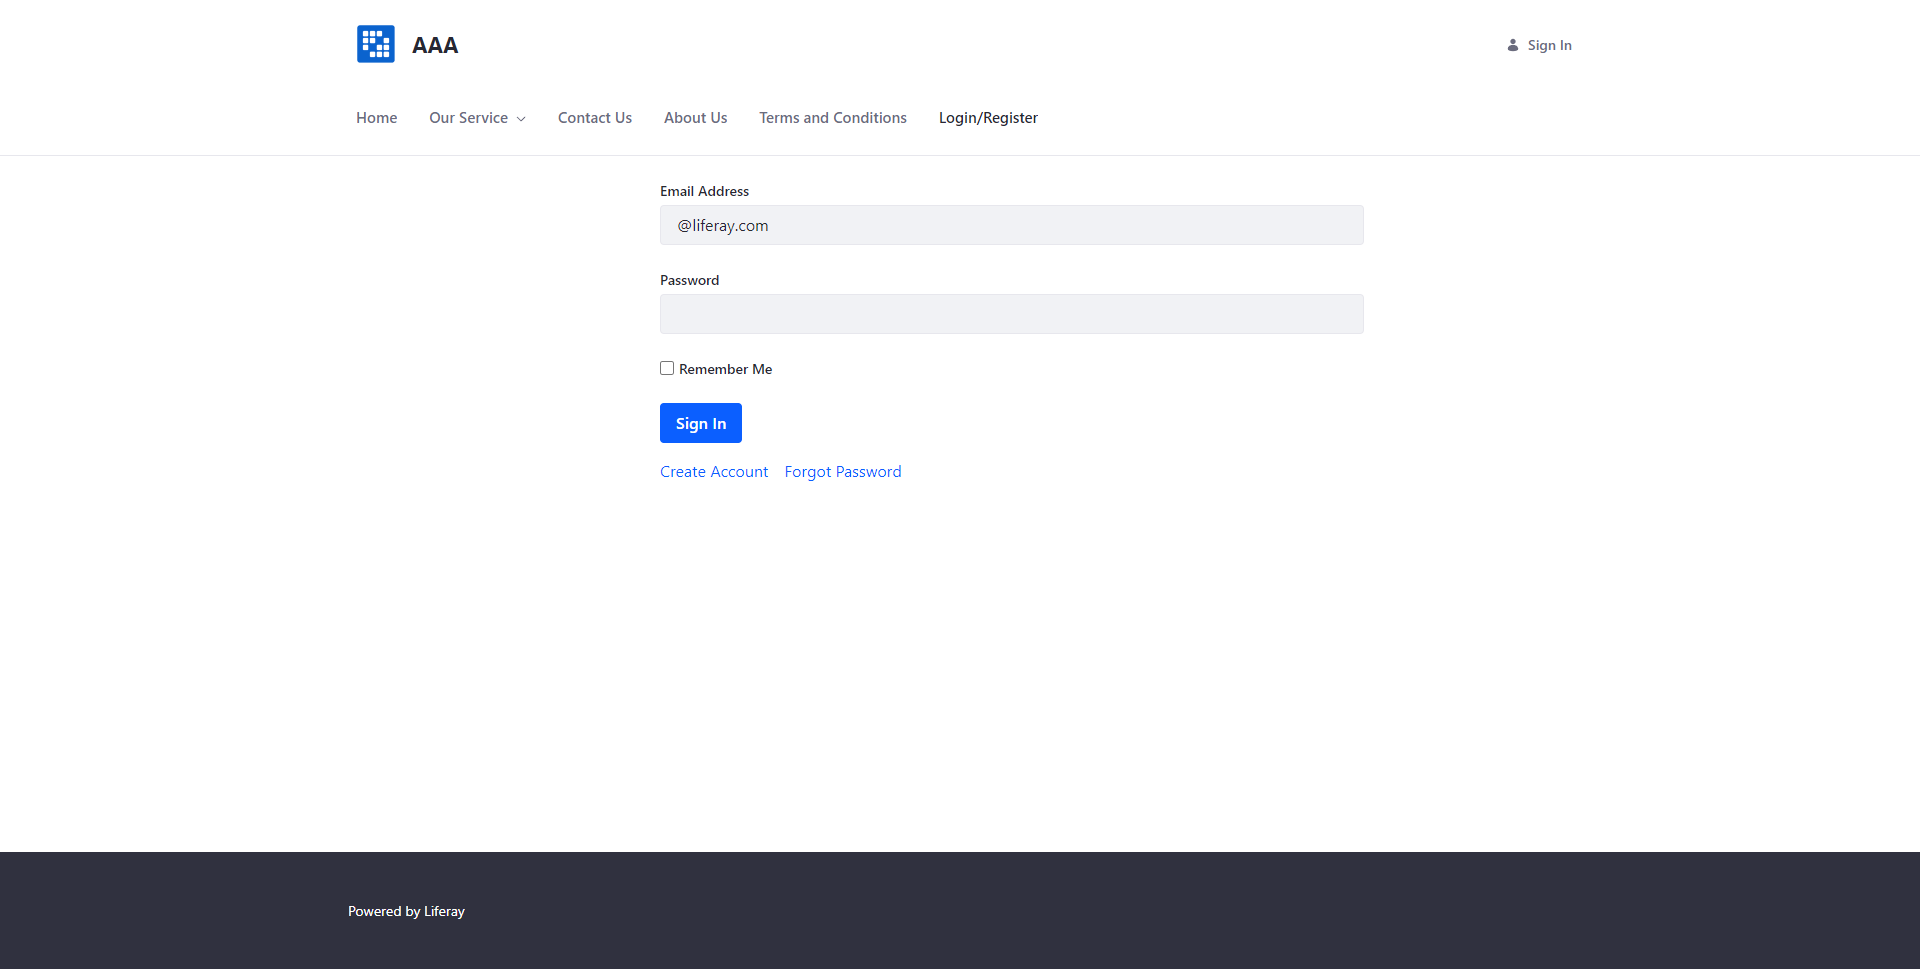 AAA
Sign In
Home Our Service Contact Us About Us Terms and Conditions Login/Register
Email Address
@liferay.com
Password
Remember Me
Sign In
Create Account Forgot Password
Powered by Liferay